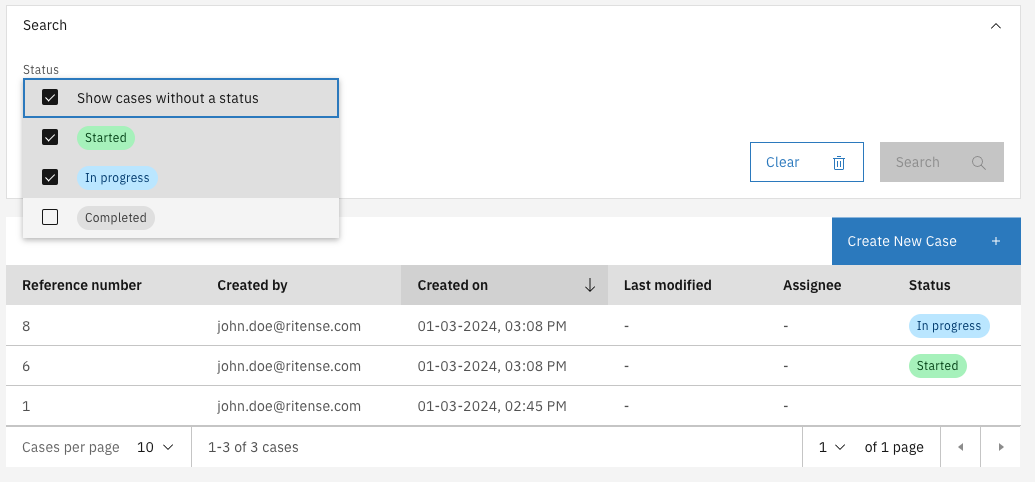 Search
Status
Show cases without a status
Started
In progress
Completed
Clear
Search
Create New Case +
Reference number Created by Created on Last modified Assignee Status
8 john.doe@ritense.com 01-03-2024, 03:08 PM - - In progress
6 john.doe@ritense.com 01-03-2024, 03:08 PM - - Started
1 john.doe@ritense.com 01-03-2024, 02:45 PM - -
Cases per page 10 1-3 of 3 cases 1 of 1 page